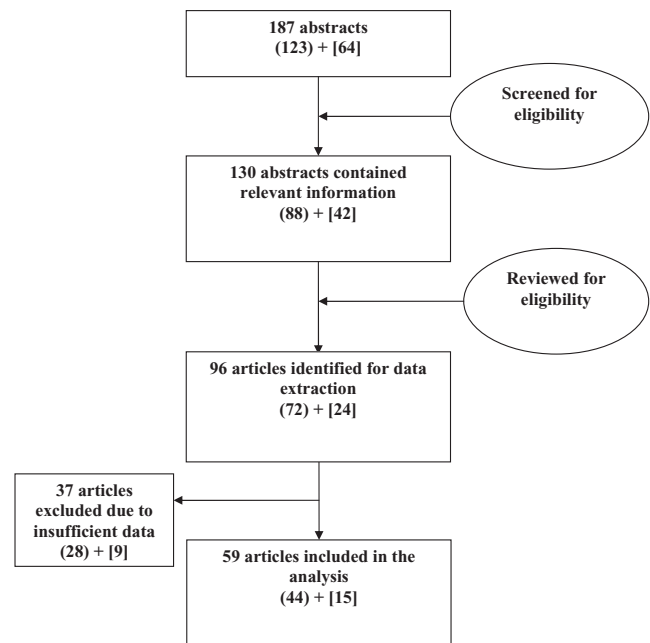 187 abstracts
(123) + [64]
Screened for
eligibility
130 abstracts contained
relevant information
(88) + [42]
Reviewed for
eligibility
96 articles identified for data
extraction
(72) + [24]
37 articles
excluded due to
insufficient data
(28) + [9]
59 articles included in the
analysis
(44) + [15]